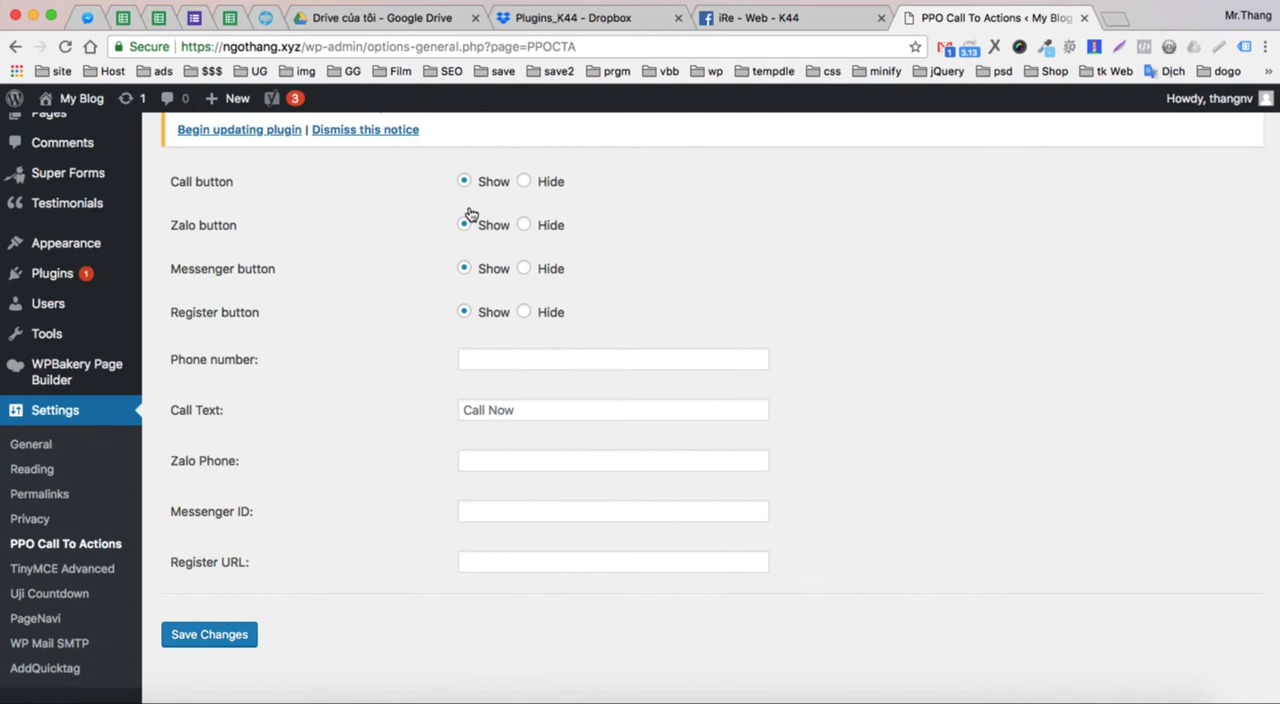 Drive của tôi - Google Drive
Plugins_K44 - Dropbox
iRe - Web - K44
PPO Call To Actions ‹ My Blog
Mr.Thang
Secure https://ngothang.xyz/wp-admin/options-general.php?page=PPOCTA
1
3.13
site
Host
ads
$$$
UG
img
GG
Film
SEO
save
save2
prgm
vbb
wp
tempdle
css
minify
jQuery
psd
Shop
tk Web
Dịch
dogo
»
My Blog
1
0
New
3
Howdy, thangnv
Pages
Comments
Super Forms
Testimonials
Appearance
Plugins 1
Users
Tools
WPBakery Page
Builder
Settings
General
Reading
Permalinks
Privacy
PPO Call To Actions
TinyMCE Advanced
Uji Countdown
PageNavi
WP Mail SMTP
AddQuicktag
Begin updating plugin | Dismiss this notice
Call button Show Hide
Zalo button Show Hide
Messenger button Show Hide
Register button Show Hide
Phone number:
Call Text: Call Now
Zalo Phone:
Messenger ID:
Register URL:
Save Changes